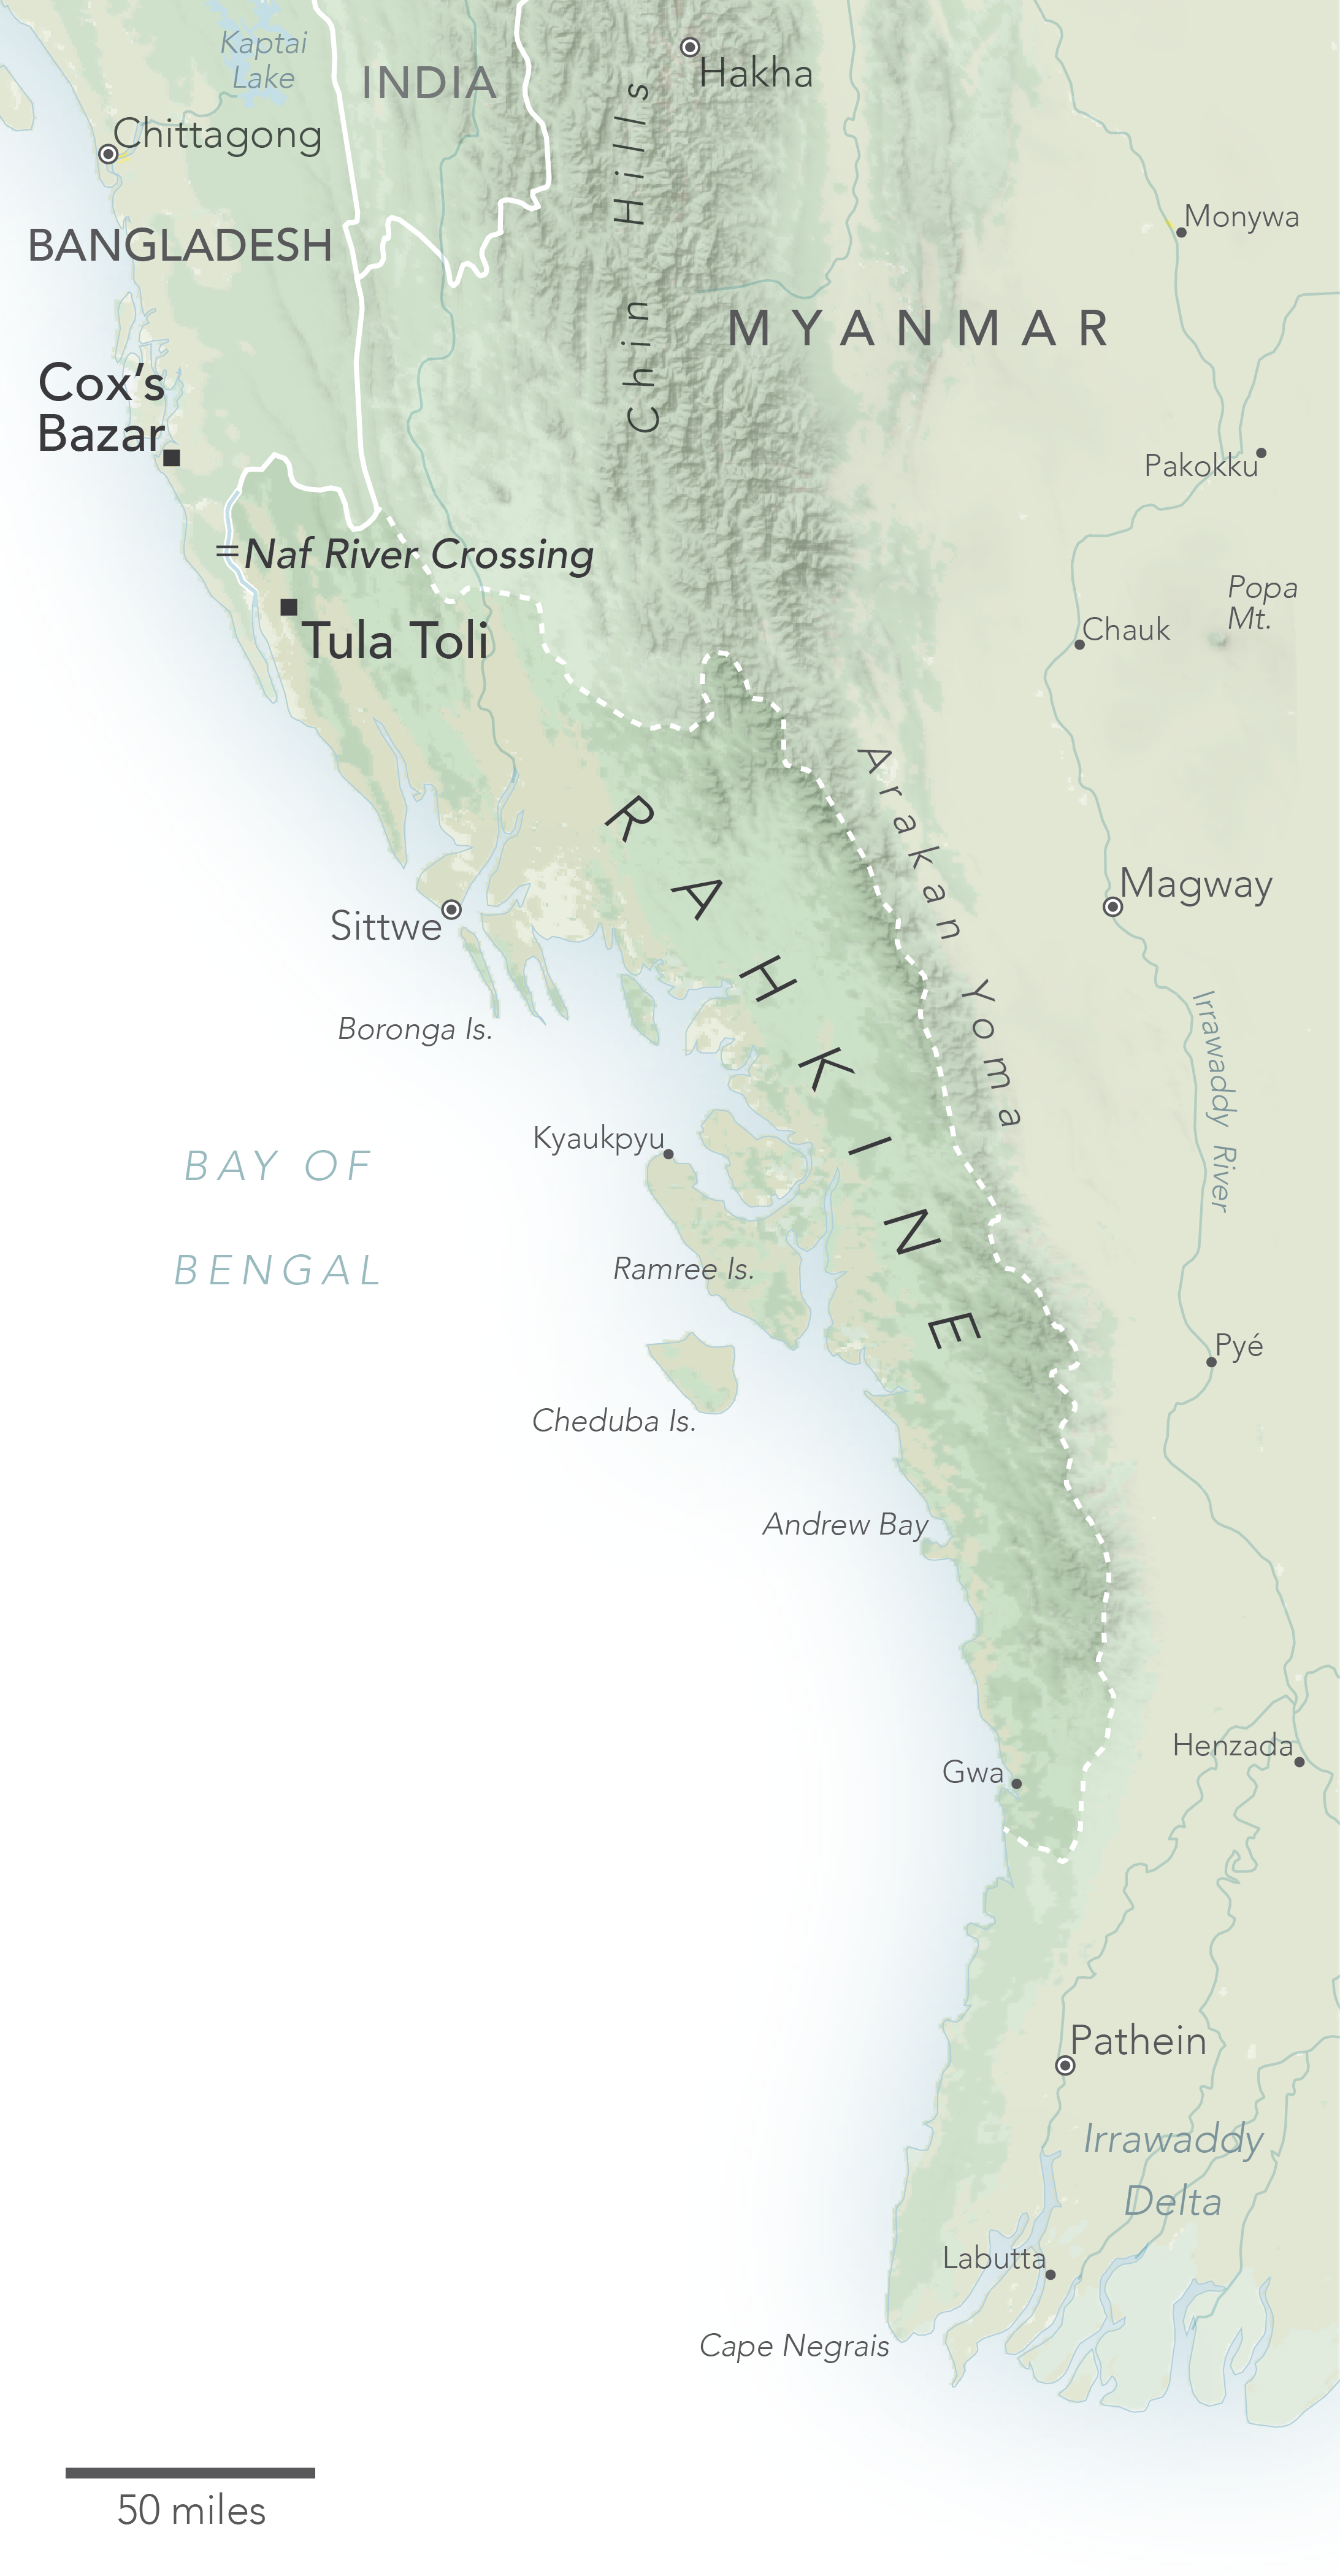 Kaptai
Lake
INDIA
Hakha
Chittagong
Chin Hills
Monywa
BANGLADESH
MYANMAR
Cox’s
Bazar
Pakokku
=Naf River Crossing
Popa
Mt.
Tula Toli
Chauk
Arakan Yoma
RAHKINE
Magway
Sittwe
Irrawaddy River
Boronga Is.
Kyaukpyu
BAY OF
BENGAL
Ramree Is.
Pyé
Cheduba Is.
Andrew Bay
Henzada
Gwa
Pathein
Irrawaddy
Delta
Labutta
Cape Negrais
50 miles